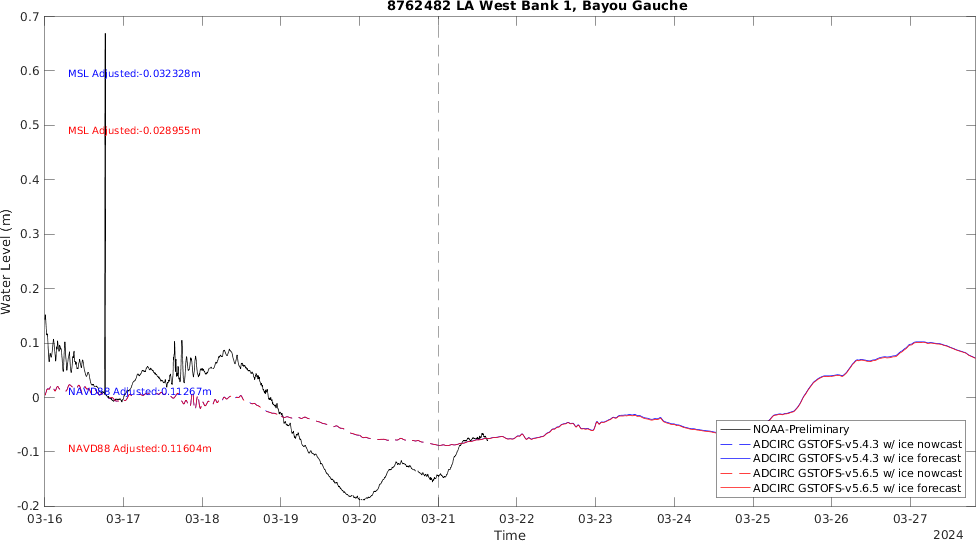 8762482 LA West Bank 1, Bayou Gauche
0.7
0.6
0.5
0.4
0.3
0.2
0.1
0
-0.1
-0.2
Water Level (m)
MSL Adjusted:-0.032328m
MSL Adjusted:-0.028955m
NAVD88 Adjusted:0.11267m
NAVD88 Adjusted:0.11604m
NOAA-Preliminary
ADCIRC GSTOFS-v5.4.3 w/ ice nowcast
ADCIRC GSTOFS-v5.4.3 w/ ice forecast
ADCIRC GSTOFS-v5.6.5 w/ ice nowcast
ADCIRC GSTOFS-v5.6.5 w/ ice forecast
03-16 03-17 03-18 03-19 03-20 03-21 03-22 03-23 03-24 03-25 03-26 03-27
Time
2024